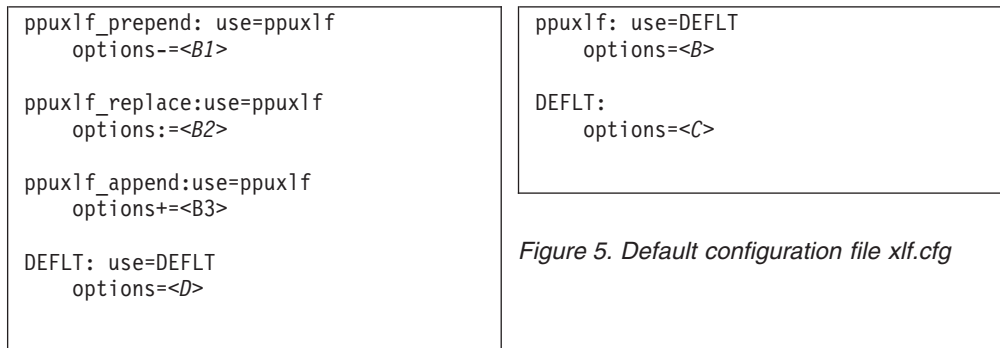 ppuxlf_prepend: use=ppuxlf
    options-=<B1>

ppuxlf_replace:use=ppuxlf
    options:=<B2>

ppuxlf_append:use=ppuxlf
    options+=<B3>

DEFLT: use=DEFLT
    options=<D>

ppuxlf: use=DEFLT
    options=<B>

DEFLT:
    options=<C>

Figure 5. Default configuration file xlf.cfg